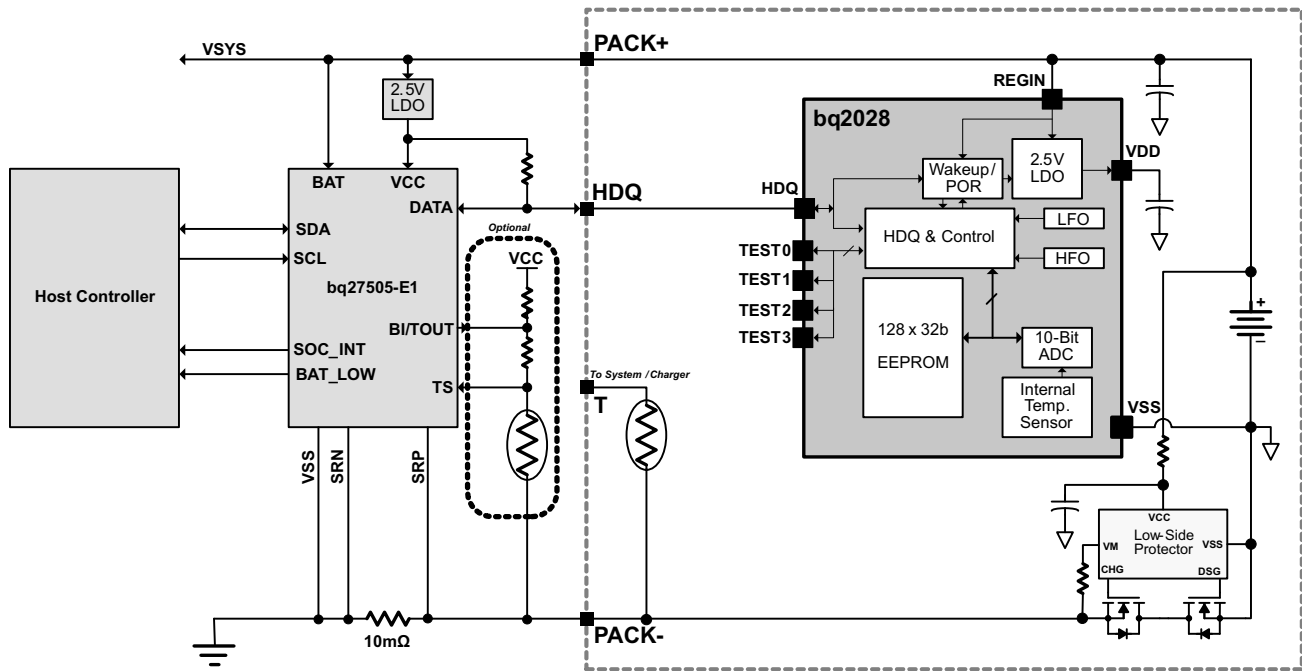 VSYS
PACK+
2.5V
LDO
REGIN
bq2028
VDD
BAT
VCC
DATA
HDQ
HDQ
Wakeup/
POR
2.5V
LDO
Optional
VCC
SDA
SCL
Host Controller
bq27505-E1
BI/TOUT
SOC_INT
BAT_LOW
TS
TEST0
TEST1
TEST2
TEST3
HDQ & Control
LFO
HFO
128 x 32b
EEPROM
10-Bit
ADC
Internal
Temp.
Sensor
+
–
To System / Charger
T
VSS
VSS
SRN
SRP
VCC
Low-Side
Protector
VM
VSS
CHG
DSG
10mΩ
PACK-